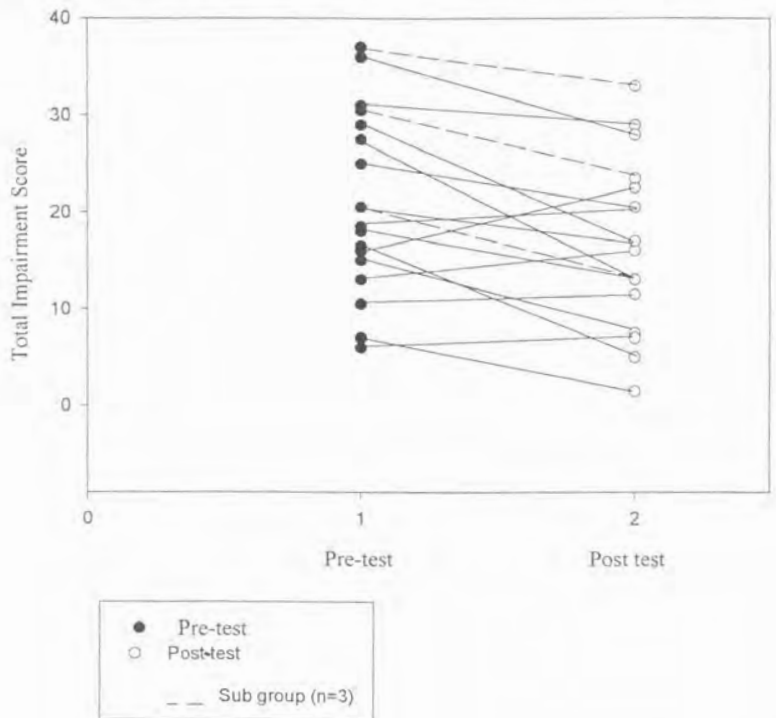 40
30
20
10
0
Total Impairment Score
0 1 2
Pre-test Post test
Pre-test
Post-test
Sub group (n=3)